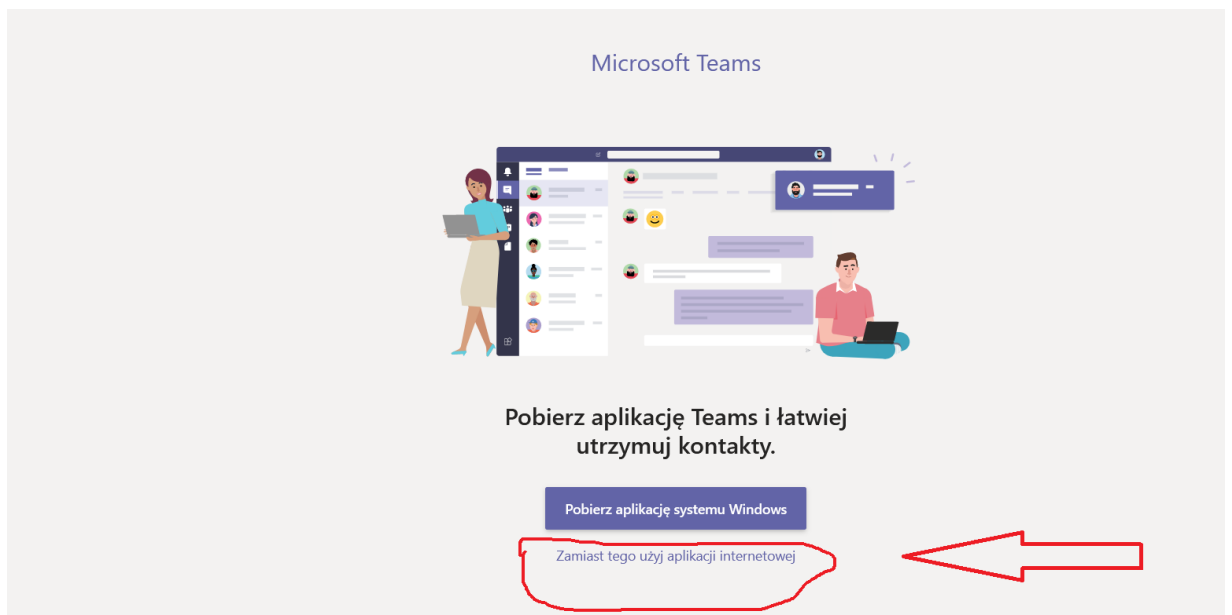 Microsoft Teams
Pobierz aplikację Teams i łatwiej
utrzymuj kontakty.
Pobierz aplikację systemu Windows
Zamiast tego użyj aplikacji internetowej